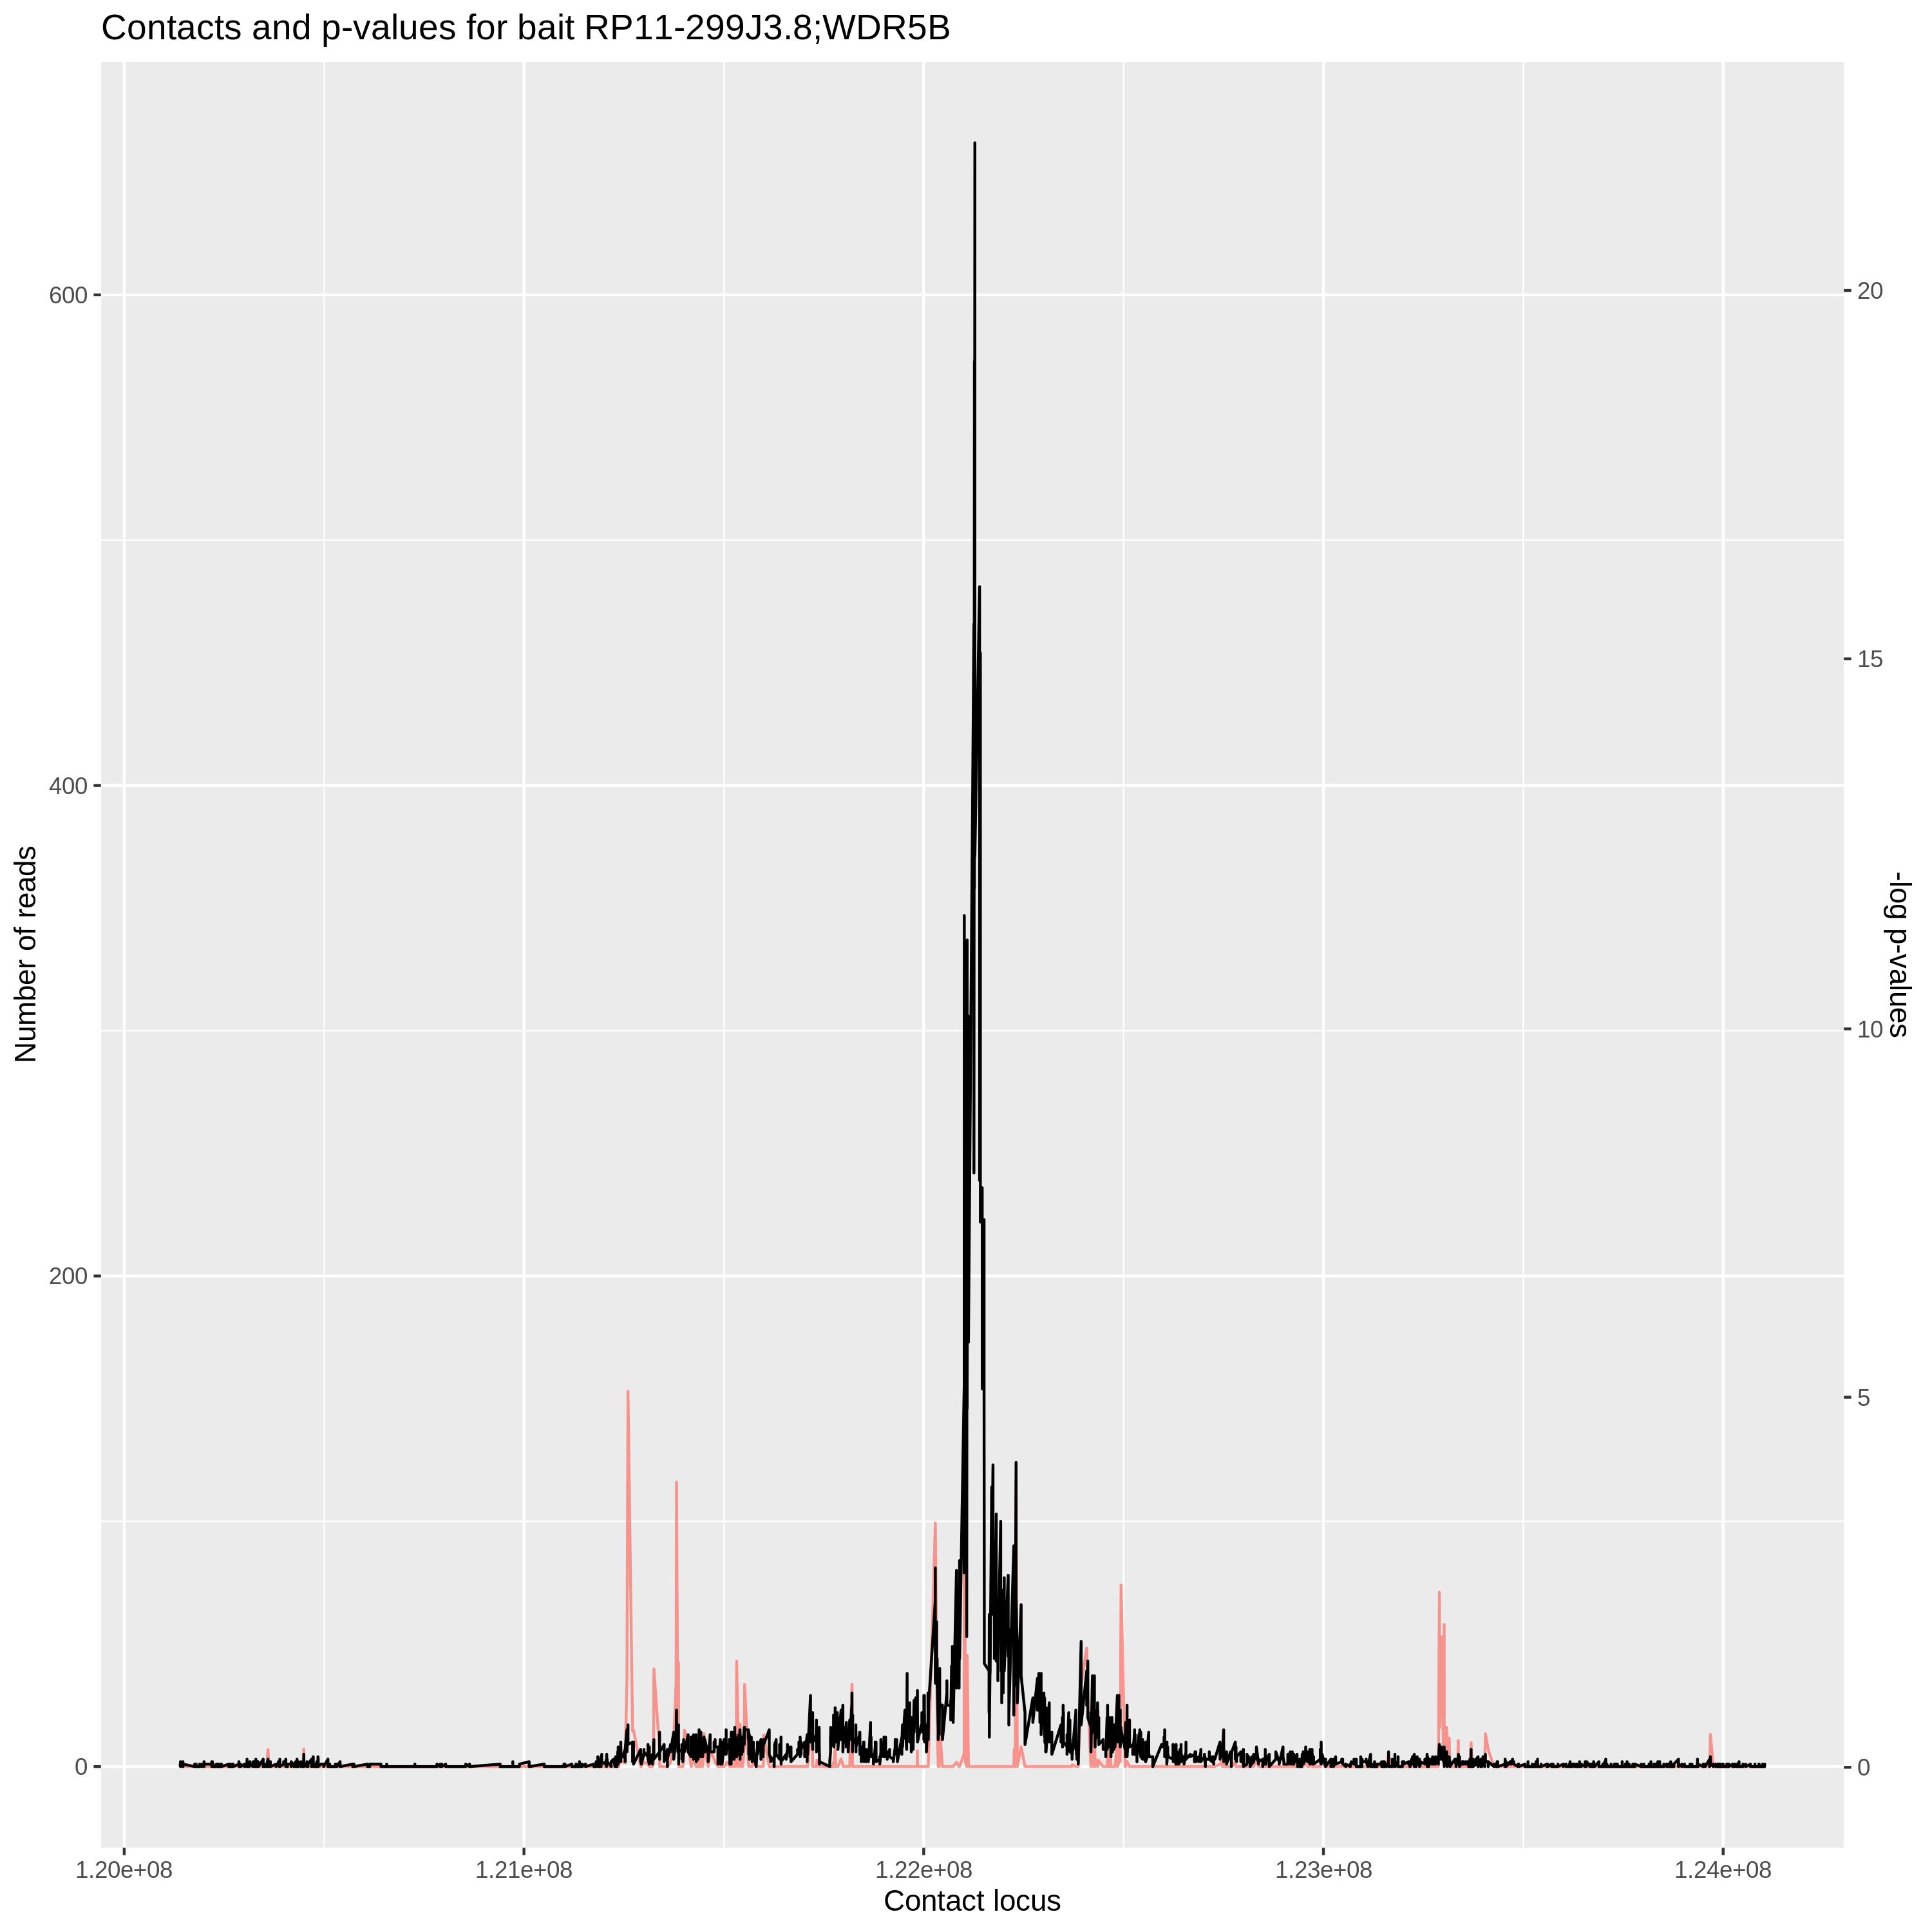 Contacts and p-values for bait RP11-299J3.8;WDR5B
600
400
200
0
Number of reads
20
15
10
5
0
-log p-values
1.20e+08 1.21e+08 1.22e+08 1.23e+08 1.24e+08
Contact locus